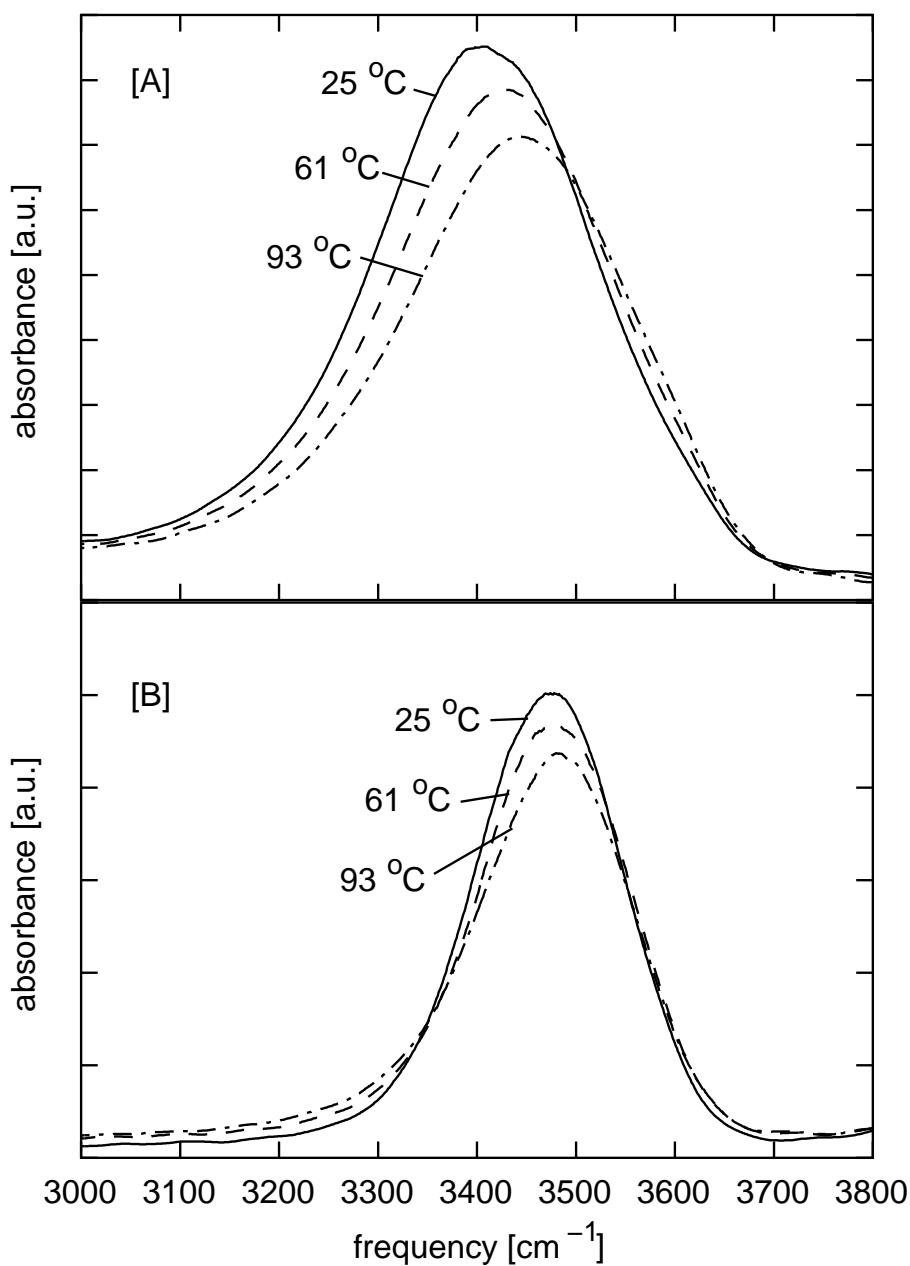 [A]
25 °C
61 °C
93 °C
absorbance [a.u.]
[B]
25 °C
61 °C
93 °C
absorbance [a.u.]
3000 3100 3200 3300 3400 3500 3600 3700 3800
frequency [cm⁻¹]